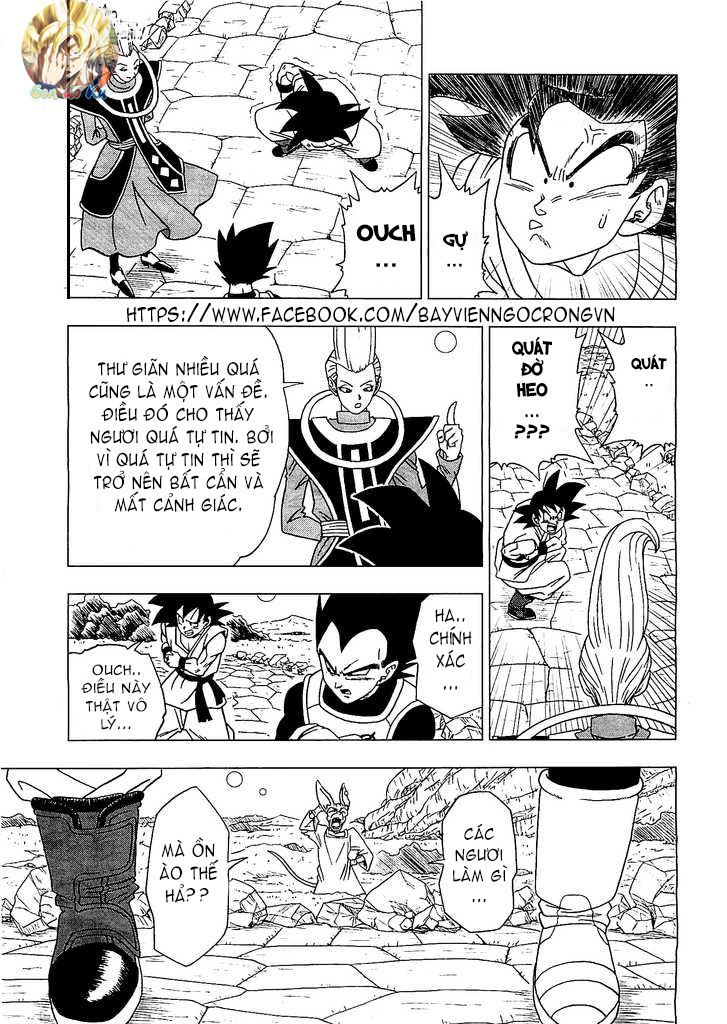 Son Go Ku
GỰ
...
OUCH
...
HTTPS://WWW.FACEBOOK.COM/BAYVIENNGOCRONGVN
QUÁT
..
QUÁT
ĐỜ
HEO
...
???
THƯ GIÃN NHIỀU QUÁ
CŨNG LÀ MỘT VẤN ĐỀ.
ĐIỀU ĐÓ CHO THẤY
NGƯƠI QUÁ TỰ TIN. BỞI
VÌ QUÁ TỰ TIN THÌ SẼ
TRỞ NÊN BẤT CẨN VÀ
MẤT CẢNH GIÁC.
HA..
CHÍNH
XÁC
...
OUCH..
ĐIỀU NÀY
THẬT VÔ
LÝ...
CÁC
NGƯƠI
LÀM GÌ
...
MÀ ỒN
ÀO THẾ
HẢ??